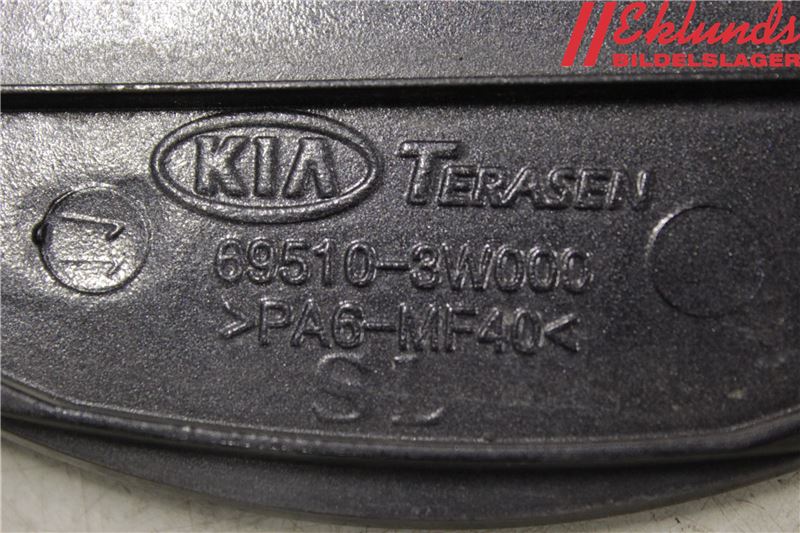 Eklunds
BILDELSLAGER
KIA TERASEN
69510-3W000
>PA6-MF40<